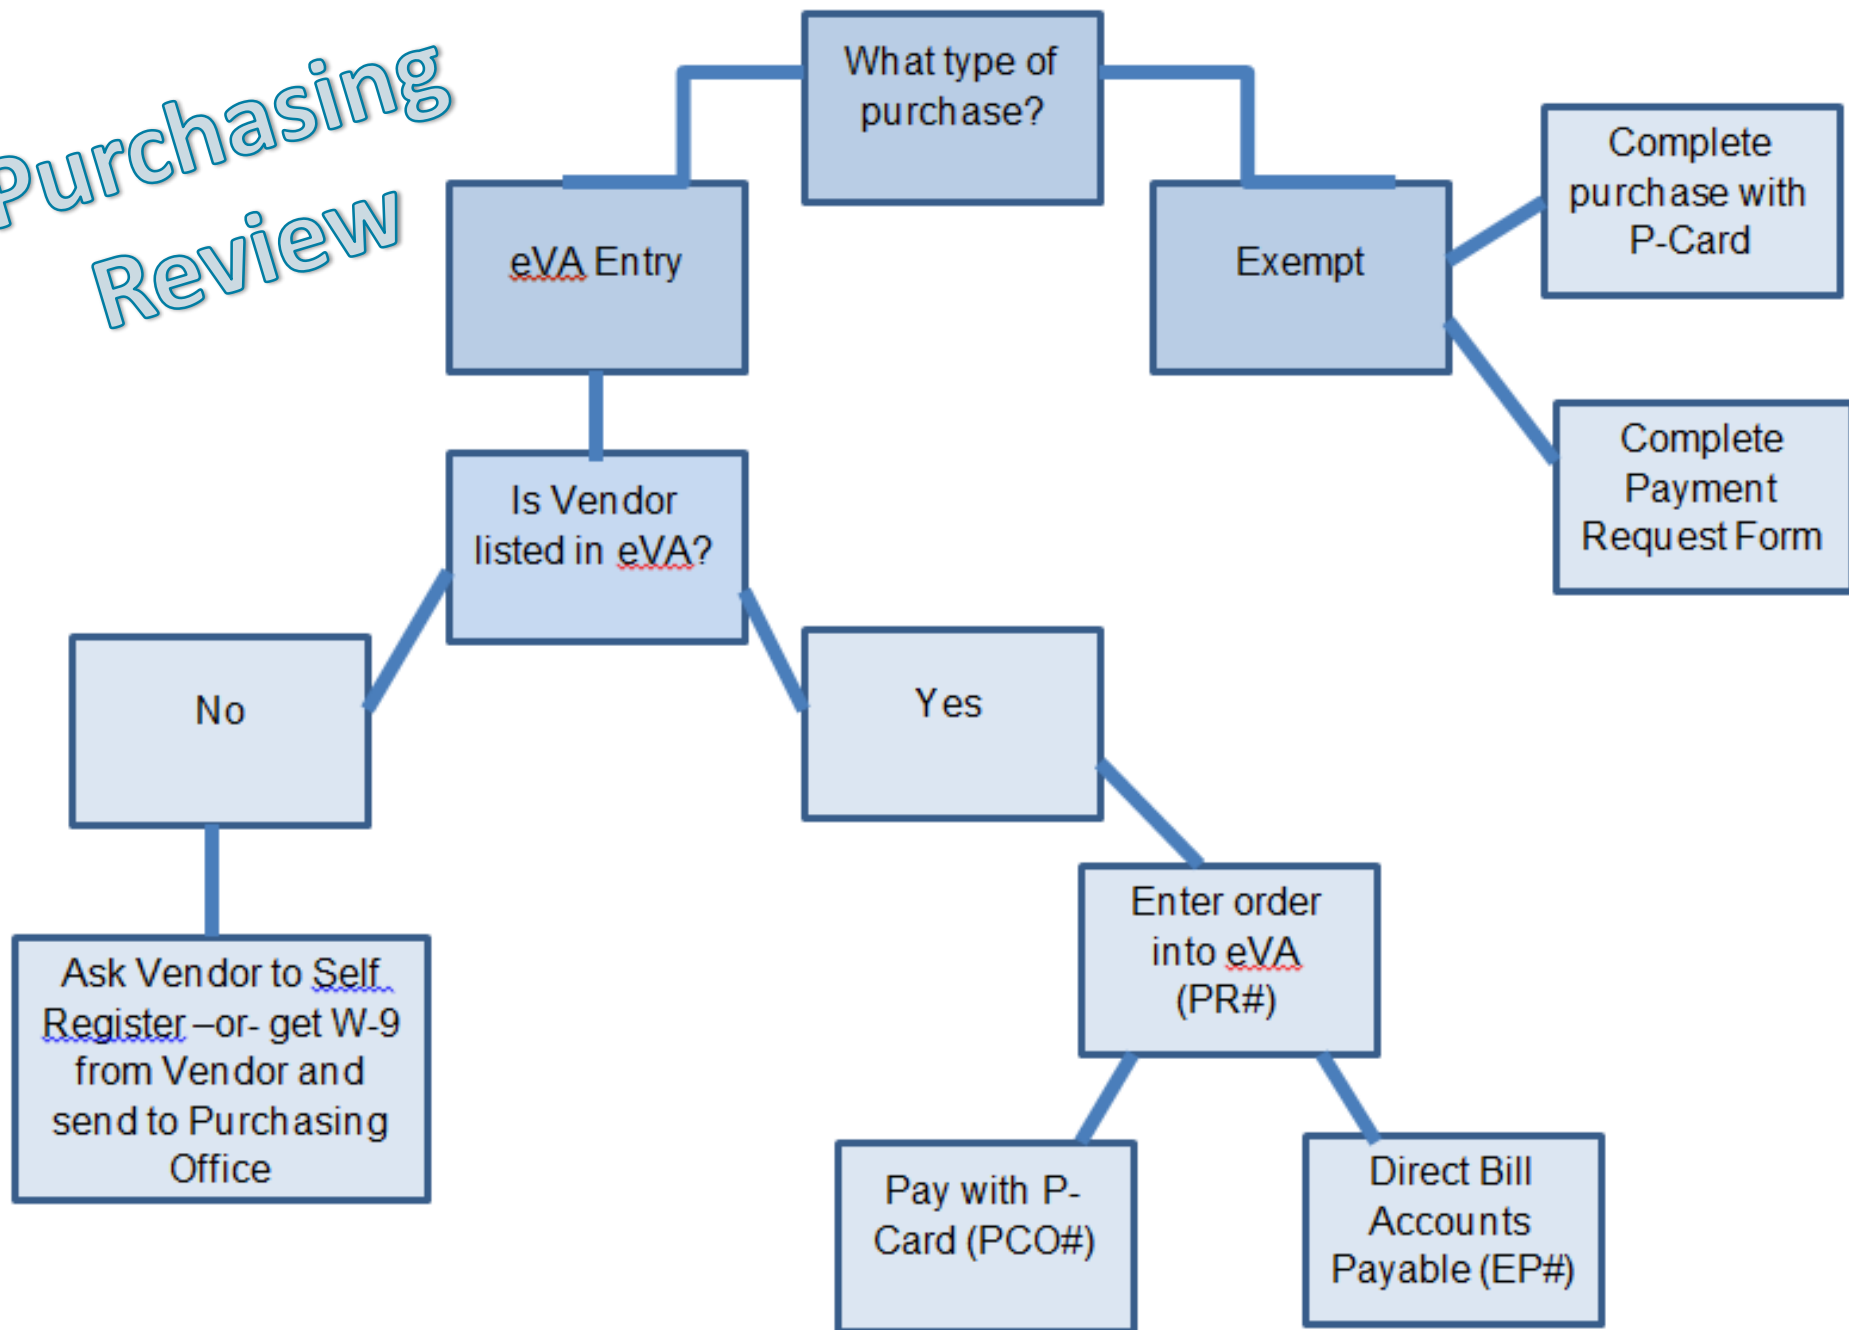 Purchasing
Review
What type of
purchase?
eVA Entry
Exempt
Complete
purchase with
P-Card
Complete
Payment
Request Form
Is Vendor
listed in eVA?
No
Yes
Ask Vendor to Self
Register –or- get W-9
from Vendor and
send to Purchasing
Office
Enter order
into eVA
(PR#)
Pay with P-
Card (PCO#)
Direct Bill
Accounts
Payable (EP#)